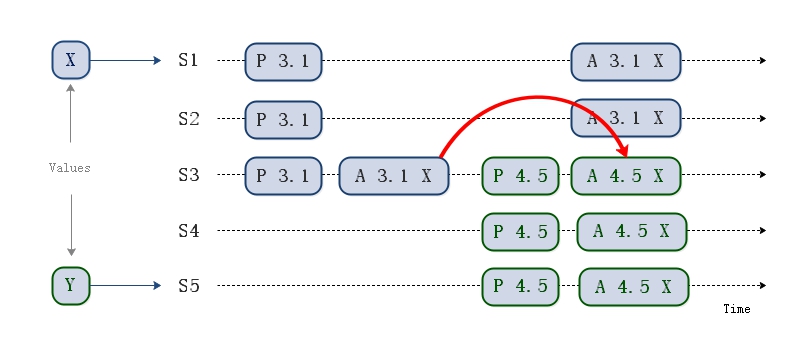 X S1 P 3.1 A 3.1 X
S2 P 3.1 A 3.1 X
Values
S3 P 3.1 A 3.1 X P 4.5 A 4.5 X
S4 P 4.5 A 4.5 X
Y S5 P 4.5 A 4.5 X
Time